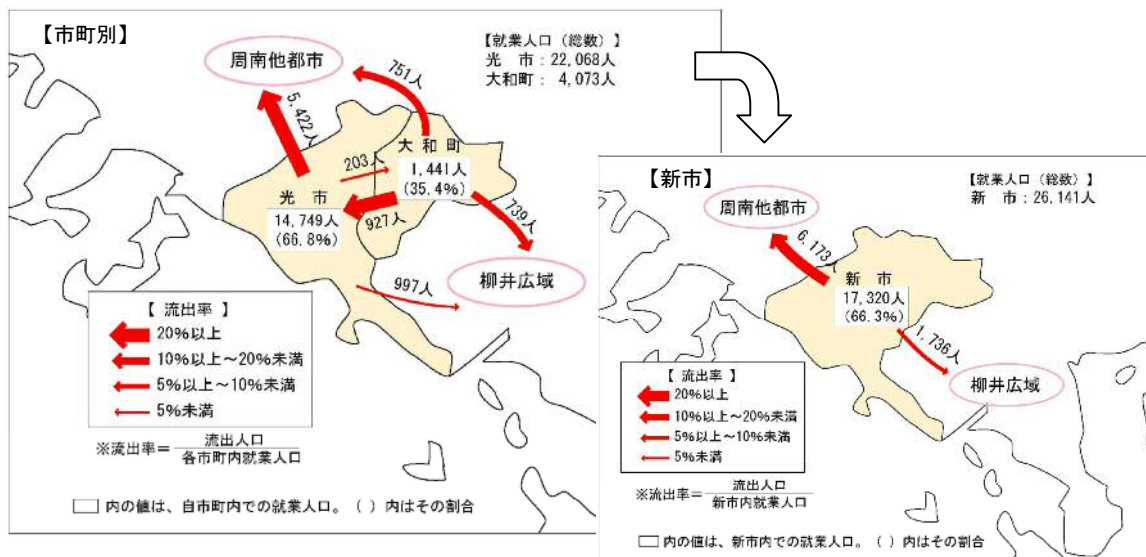 【市町別】
【就業人口（総数）】
光　市：22,068人
大和町： 4,073人
周南他都市
751人
5,422人
大 和 町
203人
1,441人
(35.4%)
光　市
14,749人
(66.8%)
927人
739人
997人
柳井広域
【 流出率 】
20%以上
10%以上～20%未満
5%以上～10%未満
5%未満
※流出率＝流出人口
各市町内就業人口
内の値は、自市町内での就業人口。（ ）内はその割合
【新市】
【就業人口（総数）】
新　市：26,141人
周南他都市
6,173人
新　市
17,320人
(66.3%)
1,736人
柳井広域
【 流出率 】
20%以上
10%以上～20%未満
5%以上～10%未満
5%未満
※流出率＝流出人口
新市内就業人口
内の値は、新市内での就業人口。（ ）内はその割合